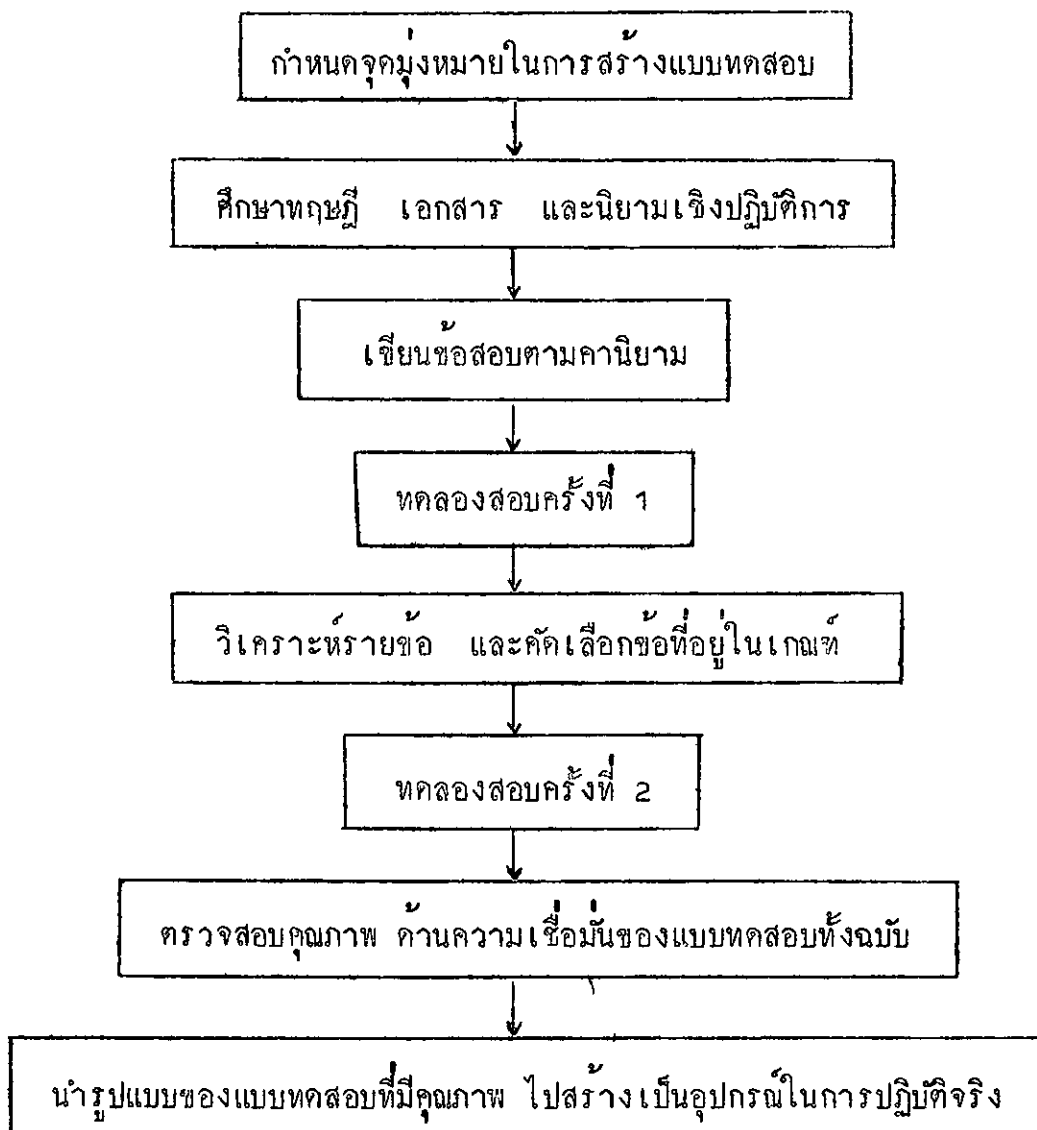 กำหนดจุดมุ่งหมายในการสร้างแบบทดสอบ
ศึกษาทฤษฎี เอกสาร และนิยามเชิงปฏิบัติการ
เขียนข้อสอบตามคานิยาม
ทดลองสอบครั้งที่ 1
วิเคราะห์รายข้อ และคัดเลือกข้อที่อยู่ในเกณฑ์
ทดลองสอบครั้งที่ 2
ตรวจสอบคุณภาพ ด้านความเชื่อมั่นของแบบทดสอบทั้งฉบับ
นำรูปแบบของแบบทดสอบที่มีคุณภาพ ไปสร้างเป็นอุปกรณ์ในการปฏิบัติจริง